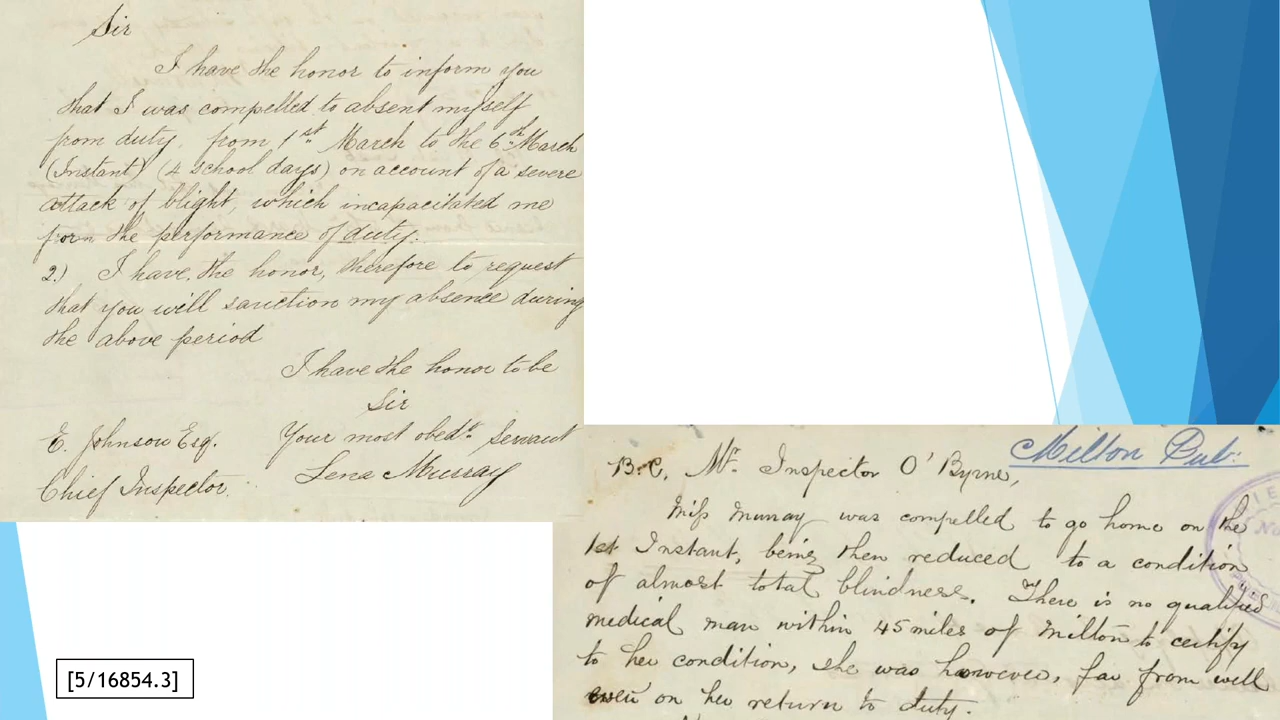 Sir
I have the honor to inform you
that I was compelled to absent myself
from duty, from 1st March to the 6th March
(Instant) (4 school days) on account of a severe
attack of blight, which incapacitated me
from the performance of duty.
2.) I have the honor, therefore to request
that you will sanction my absence during
the above period
I have the honor to be
Sir
E. Johnson Esq. Your most obedt. Servant
Chief Inspector. Lena Murray
Milton Pub:
B.C. Mr. Inspector O'Byrne,
Miss Murray was compelled to go home on the
1st Instant, being then reduced to a condition
of almost total blindness. There is no qualified
medical man within 45 miles of Milton to certify
to her condition, she was however, far from well
even on her return to duty.
[5/16854.3]